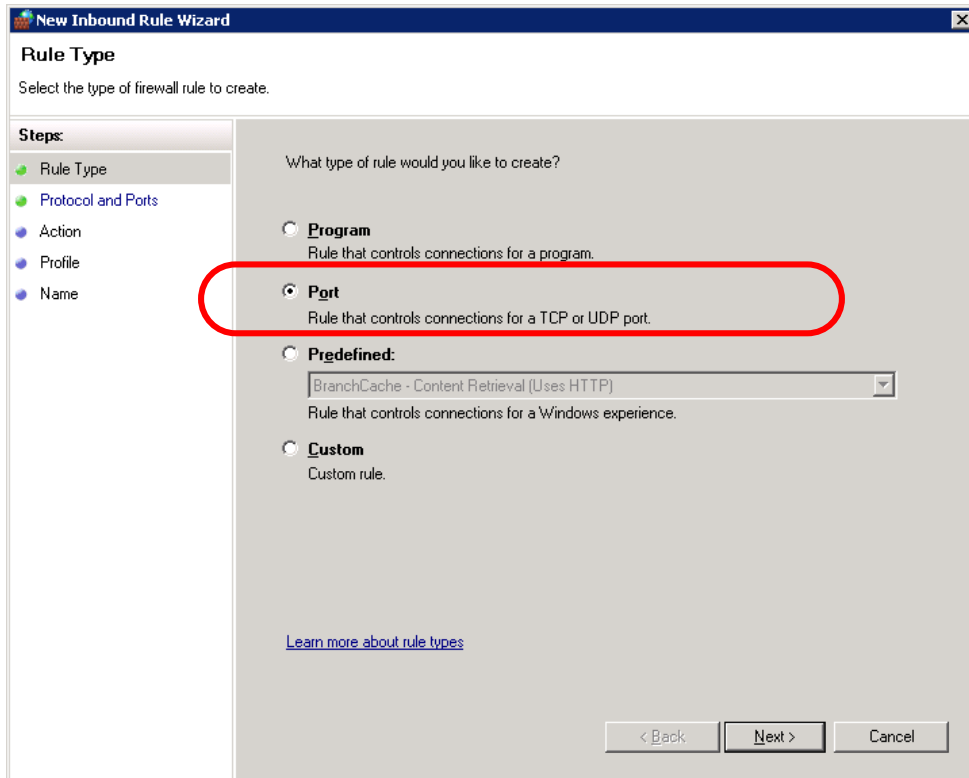 New Inbound Rule Wizard
Rule Type
Select the type of firewall rule to create.
Steps:
Rule Type
Protocol and Ports
Action
Profile
Name
What type of rule would you like to create?
Program
Rule that controls connections for a program.
Port
Rule that controls connections for a TCP or UDP port.
Predefined:
BranchCache - Content Retrieval (Uses HTTP)
Rule that controls connections for a Windows experience.
Custom
Custom rule.
Learn more about rule types
< Back Next > Cancel